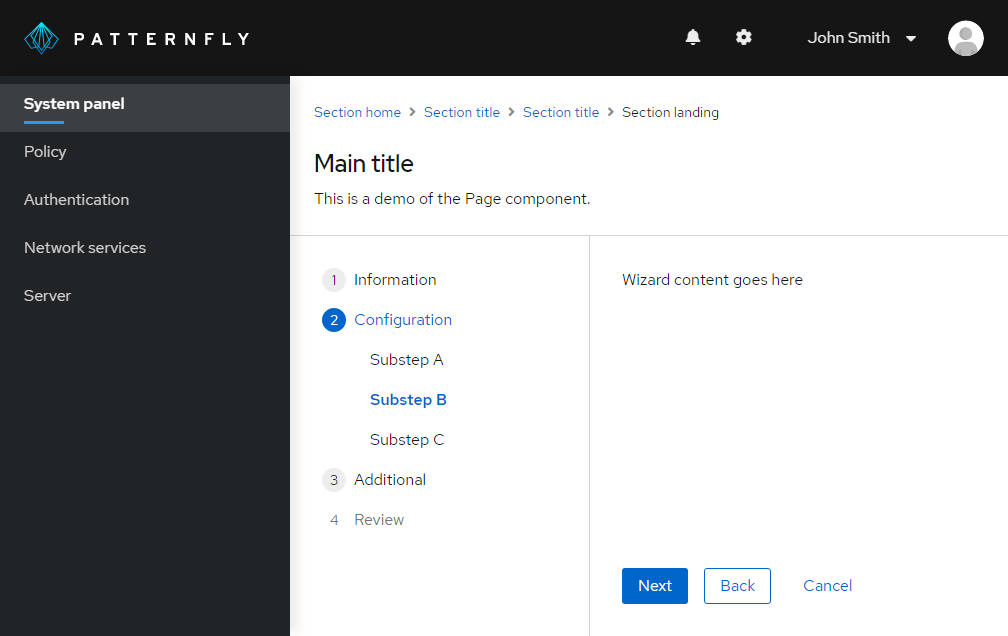 PATTERNFLY
John Smith
System panel
Policy
Authentication
Network services
Server
Section home > Section title > Section title > Section landing
Main title
This is a demo of the Page component.
1 Information
2 Configuration
Substep A
Substep B
Substep C
3 Additional
4 Review
Wizard content goes here
Next Back Cancel